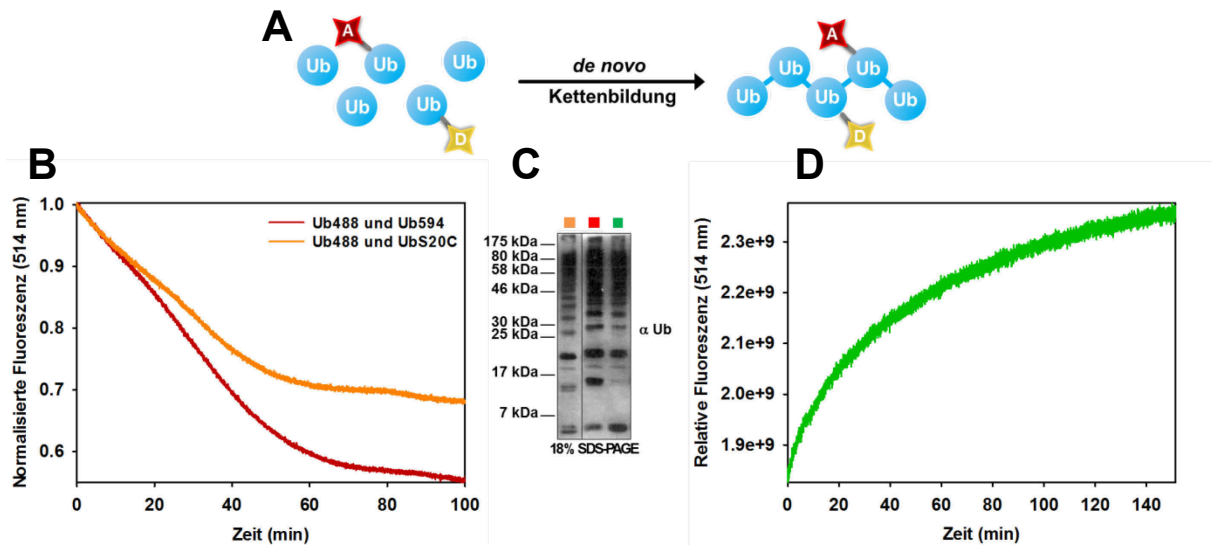 A
A
Ub
Ub
Ub
Ub
Ub
D
de novo
Kettenbildung
A
Ub
Ub
Ub
Ub
Ub
D
B
Normalisierte Fluoreszenz (514 nm)
1.0
0.9
0.8
0.7
0.6
Ub488 und Ub594
Ub488 und UbS20C
0
20
40
60
80
100
Zeit (min)
C
175 kDa
80 kDa
58 kDa
46 kDa
30 kDa
25 kDa
17 kDa
7 kDa
α Ub
18% SDS-PAGE
D
Relative Fluoreszenz (514 nm)
2.3e+9
2.2e+9
2.1e+9
2.0e+9
1.9e+9
0
20
40
60
80
100
120
140
Zeit (min)